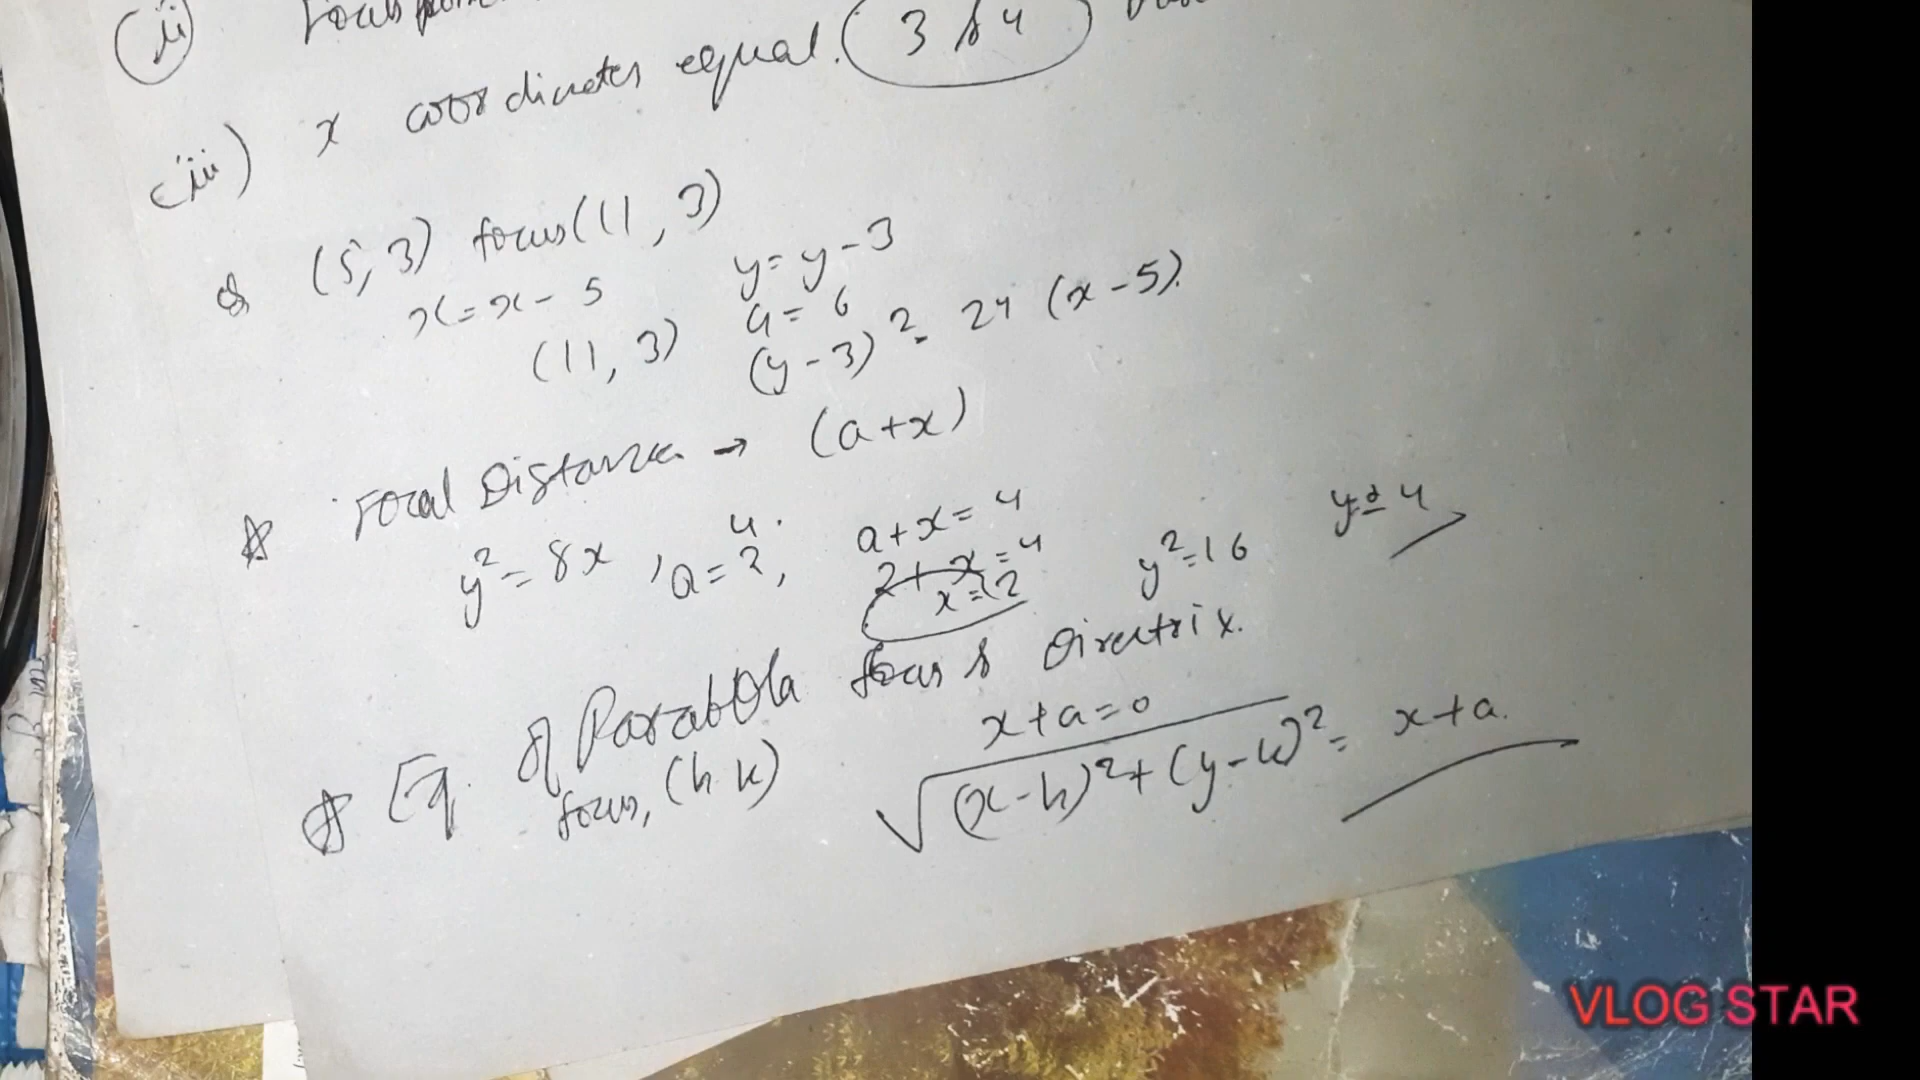 (ii) Focus
(iii) x coordinates equal. (3 & 4)
(5, 3) focus (11, 3)
x = x - 5 y = y - 3
(11, 3) a = 6
(y - 3)² = 24 (x - 5).
Focal Distance → (a + x)
4.
y² = 8x , a = 2, a + x = 4
2 + x = 4
x = 2
y² = 16 y = 4
Eq. of Parabola focus & Directrix.
focus, (h k) x + a = 0
√(x - h)² + (y - k)² = x + a.
VLOG STAR